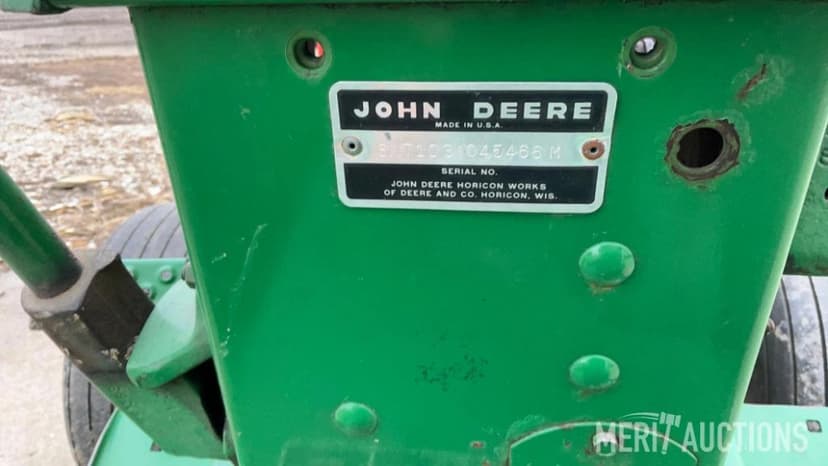 JOHN DEERE
MADE IN U.S.A.
SERIAL NO.
JOHN DEERE HORICON WORKS
OF DEERE AND CO. HORICON, WIS.
MERIT AUCTIONS